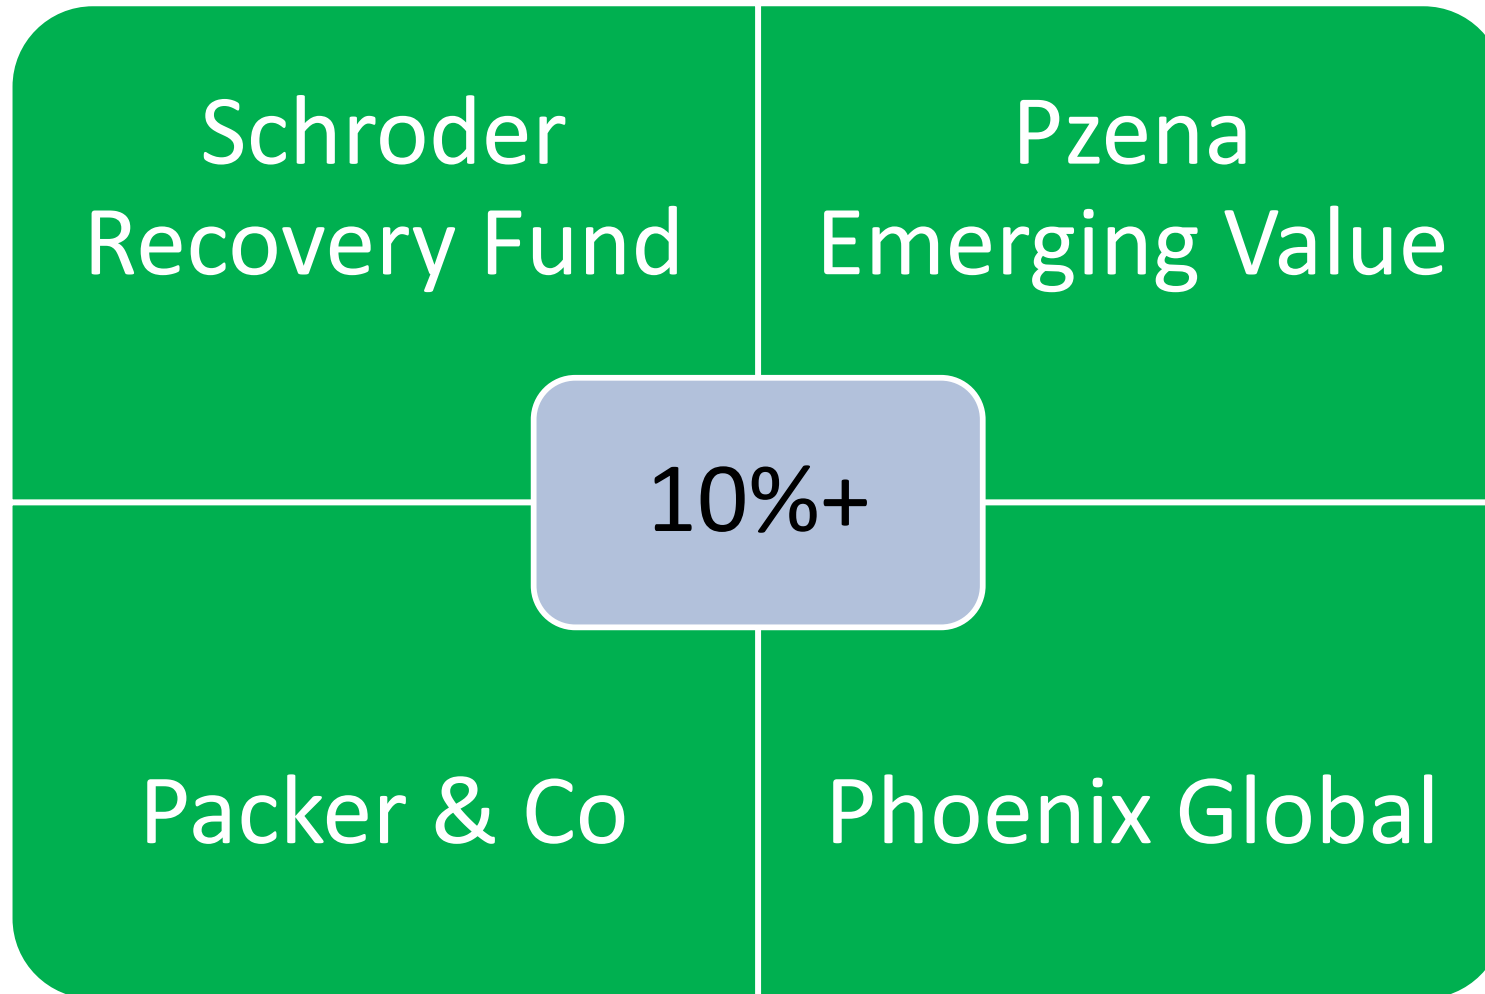 Schroder
Recovery Fund
Pzena
Emerging Value
10%+
Packer & Co
Phoenix Global